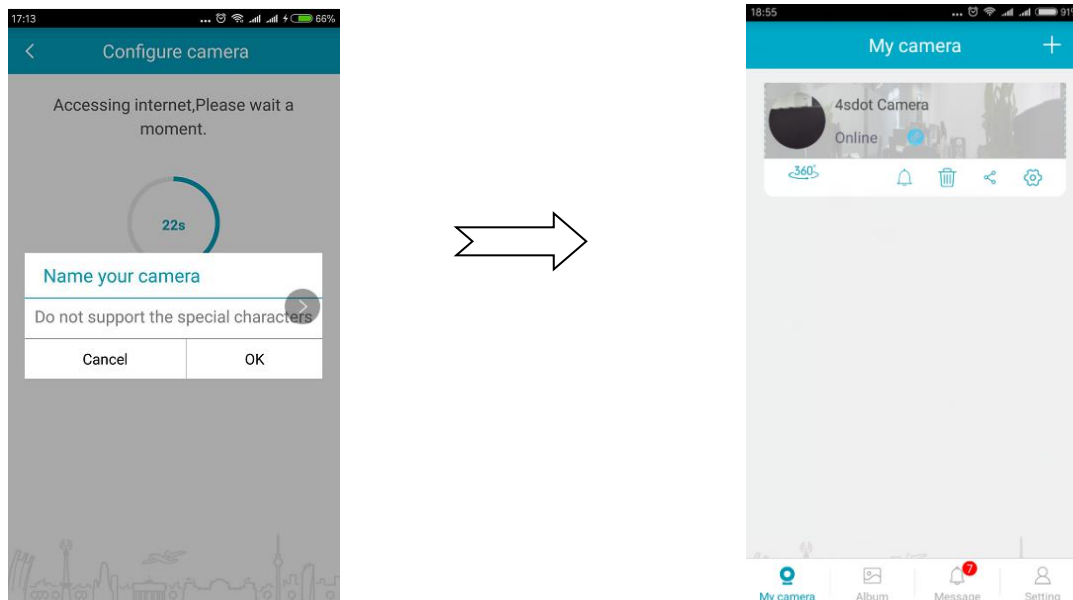 17:13
... 66%
Configure camera
Accessing internet,Please wait a
moment.
22s
Name your camera
Do not support the special characters
Cancel
OK
18:55
... 91%
My camera
4sdot Camera
Online
360°
7
My camera
Album
Message
Setting